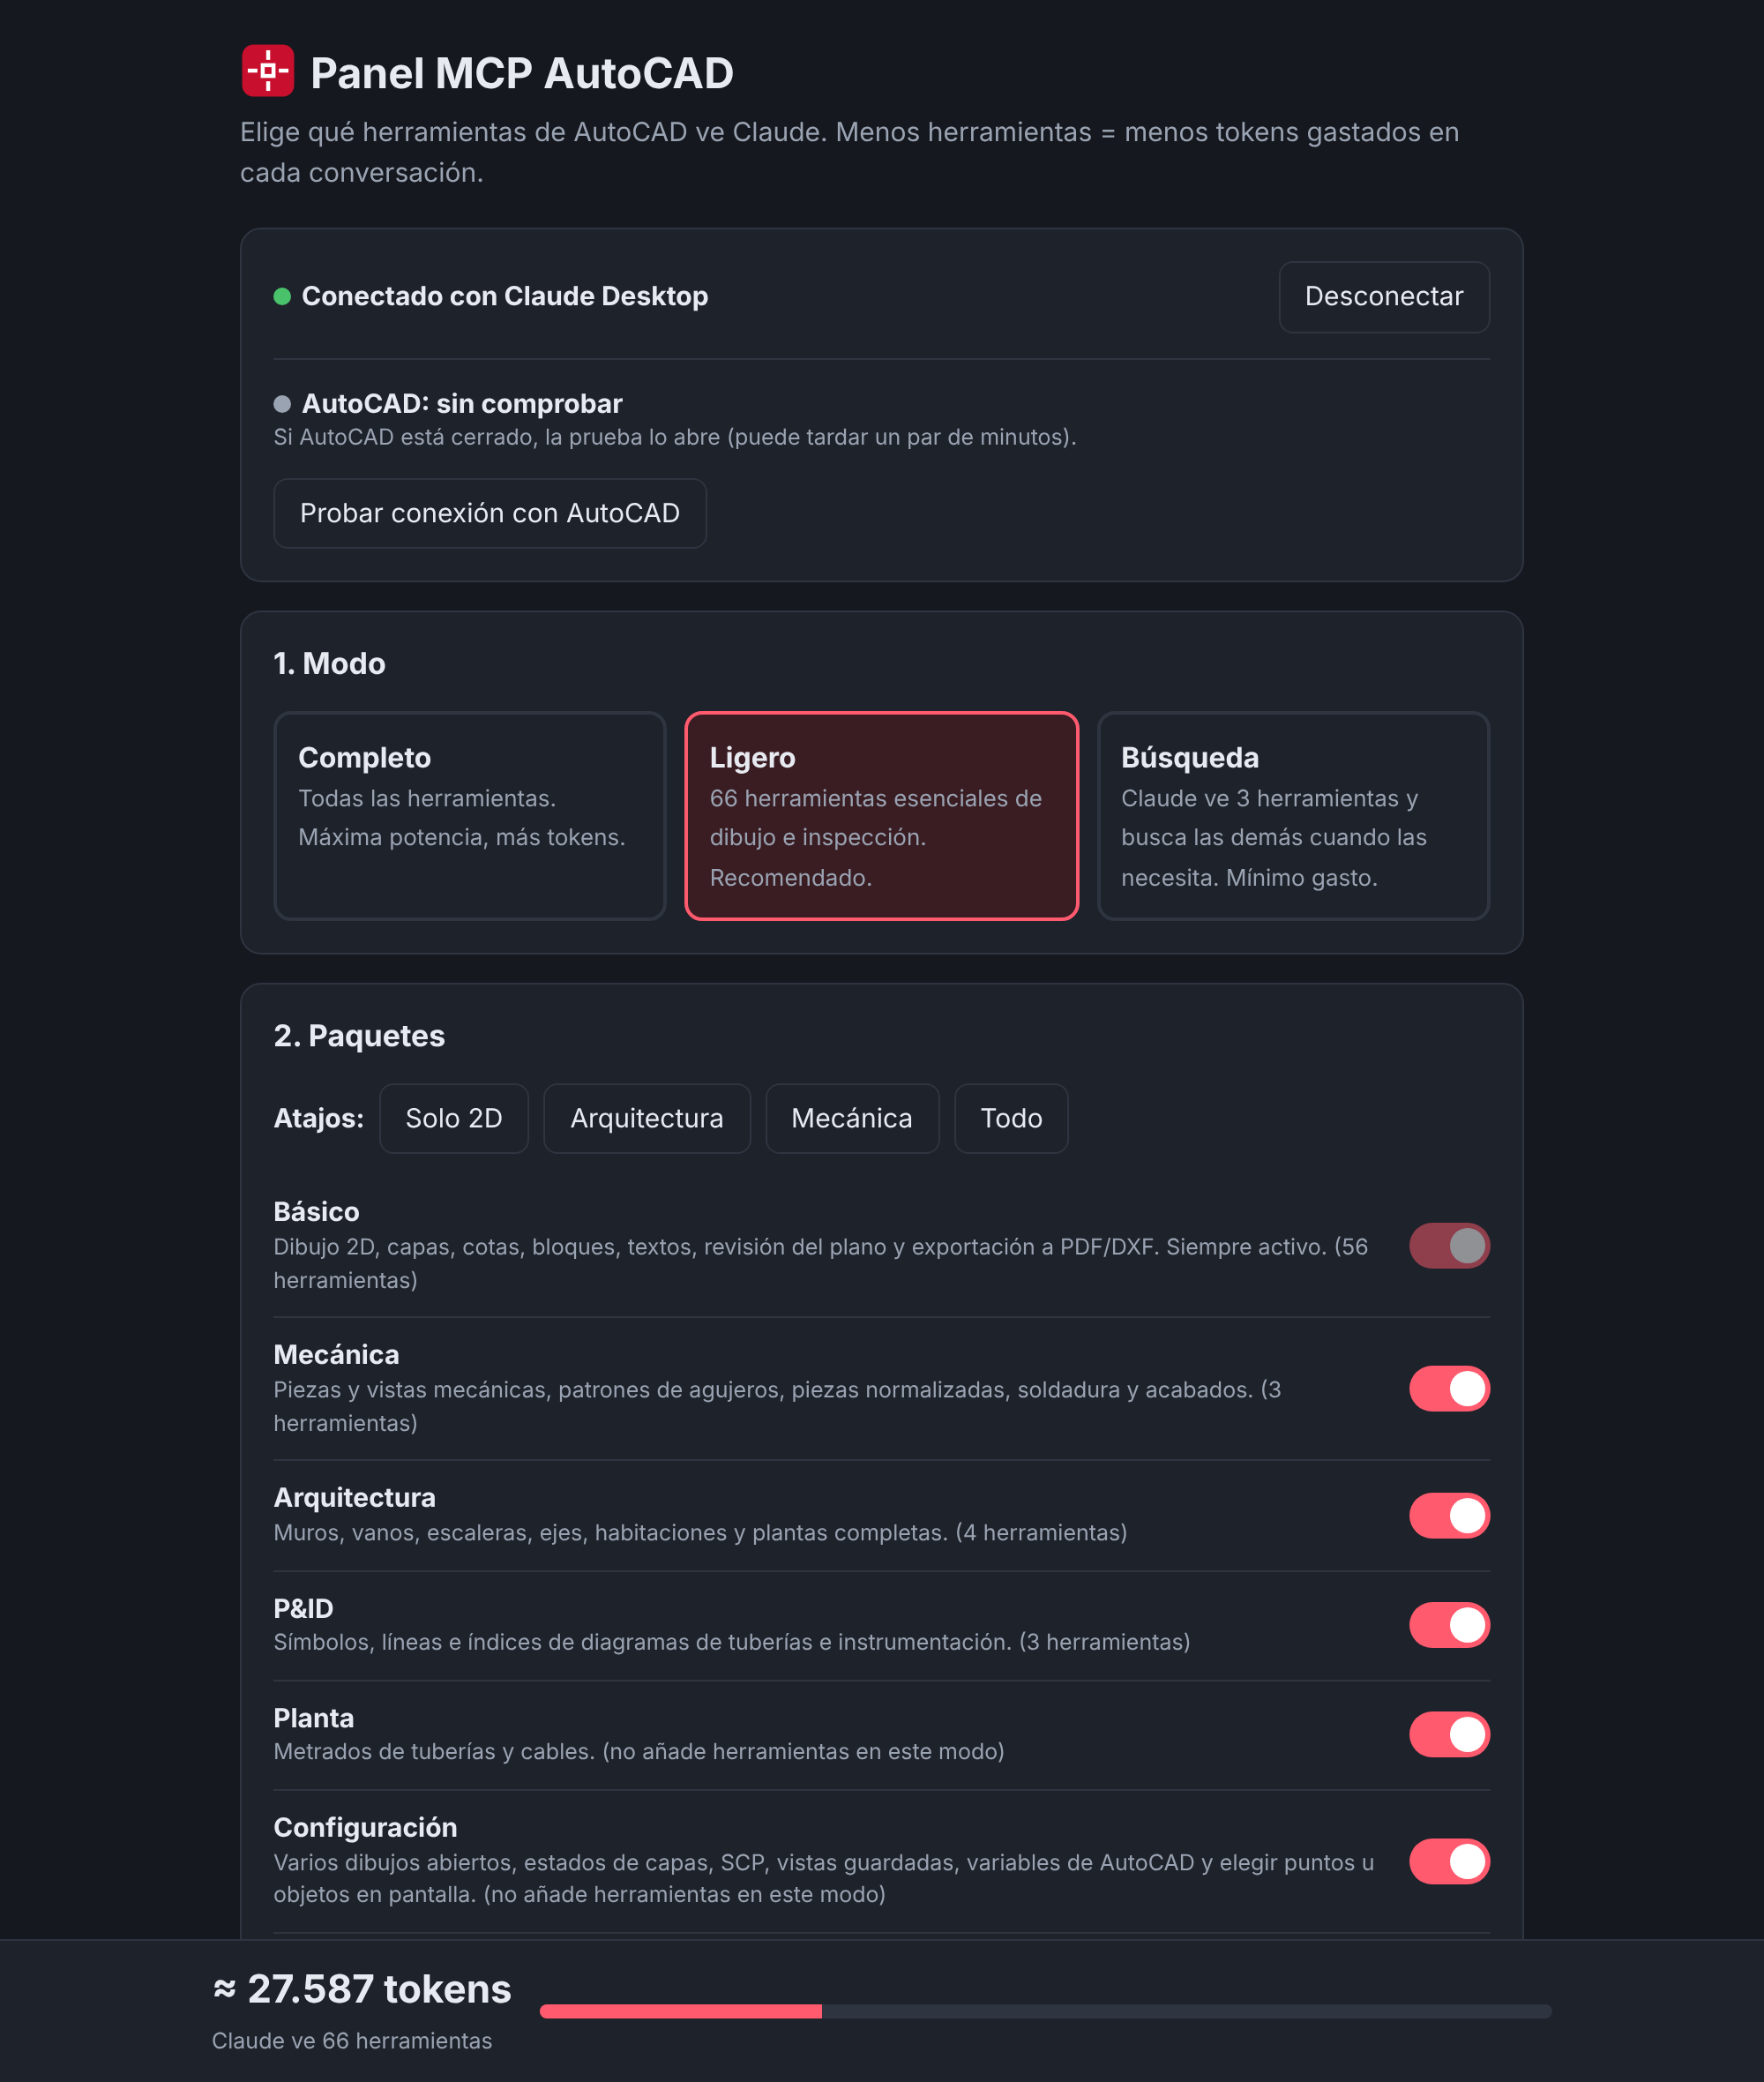 Panel MCP AutoCAD
Elige qué herramientas de AutoCAD ve Claude. Menos herramientas = menos tokens gastados en
cada conversación.
Conectado con Claude Desktop
Desconectar
AutoCAD: sin comprobar
Si AutoCAD está cerrado, la prueba lo abre (puede tardar un par de minutos).
Probar conexión con AutoCAD
1. Modo
Completo
Todas las herramientas.
Máxima potencia, más tokens.
Ligero
66 herramientas esenciales de
dibujo e inspección.
Recomendado.
Búsqueda
Claude ve 3 herramientas y
busca las demás cuando las
necesita. Mínimo gasto.
2. Paquetes
Atajos:
Solo 2D
Arquitectura
Mecánica
Todo
Básico
Dibujo 2D, capas, cotas, bloques, textos, revisión del plano y exportación a PDF/DXF. Siempre activo. (56
herramientas)
Mecánica
Piezas y vistas mecánicas, patrones de agujeros, piezas normalizadas, soldadura y acabados. (3
herramientas)
Arquitectura
Muros, vanos, escaleras, ejes, habitaciones y plantas completas. (4 herramientas)
P&ID
Símbolos, líneas e índices de diagramas de tuberías e instrumentación. (3 herramientas)
Planta
Metrados de tuberías y cables. (no añade herramientas en este modo)
Configuración
Varios dibujos abiertos, estados de capas, SCP, vistas guardadas, variables de AutoCAD y elegir puntos u
objetos en pantalla. (no añade herramientas en este modo)
≈ 27.587 tokens
Claude ve 66 herramientas